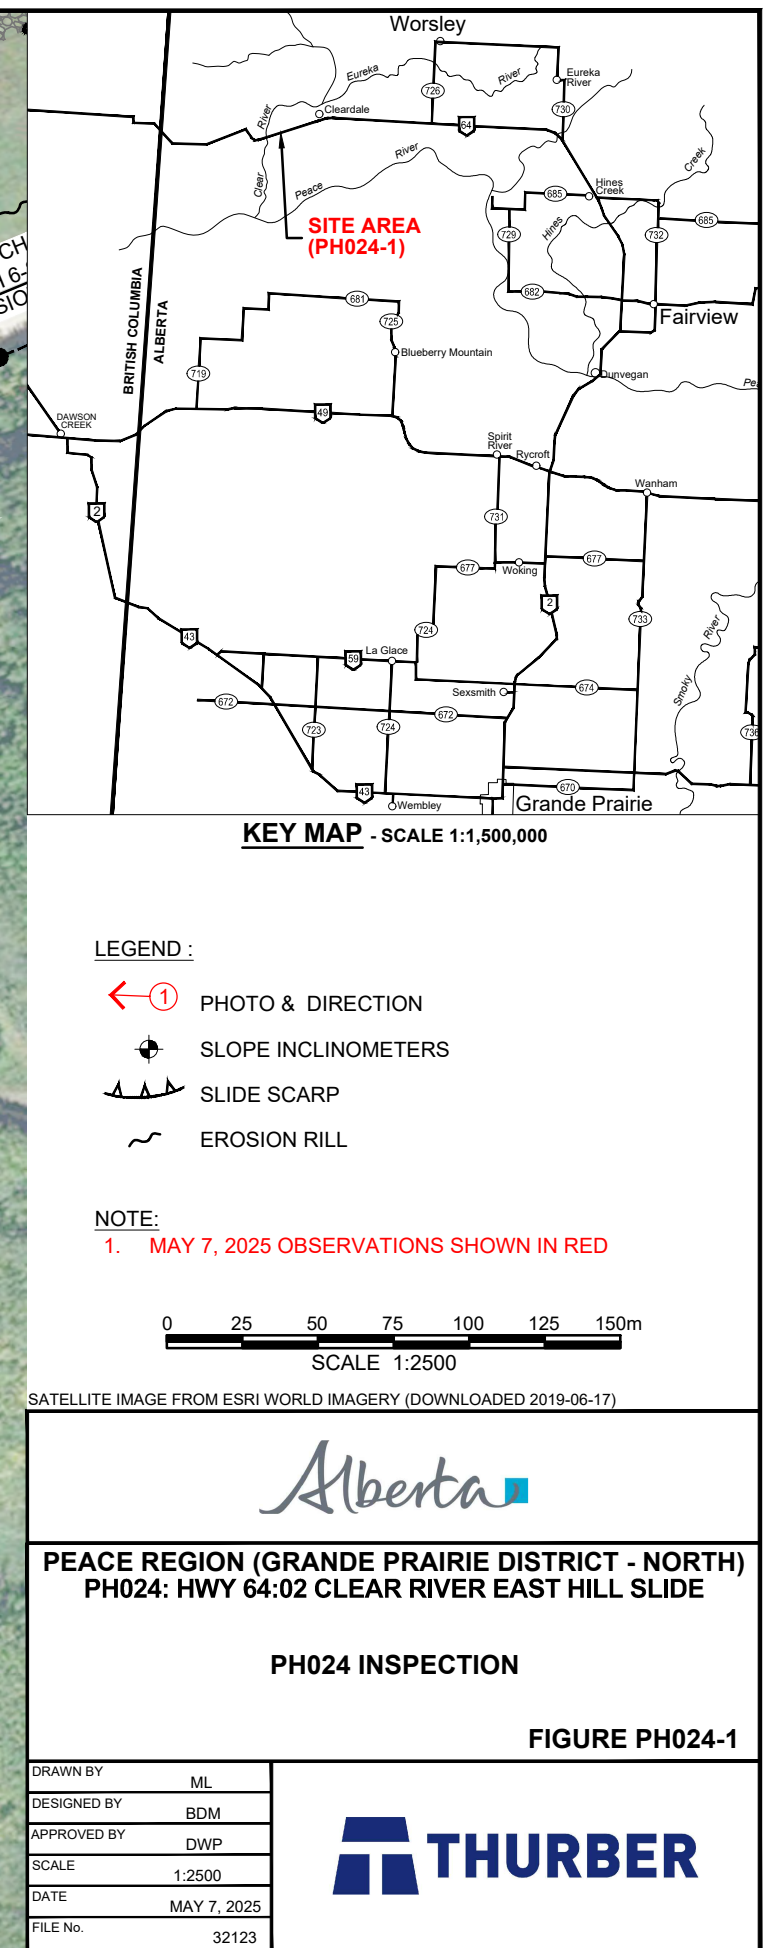 Worsley
Eureka
River
Eureka
River
726
730
Cleardale
64
River
Clear
River
Peace
Creek
Hines
Creek
685
685
SITE AREA
(PH024-1)
729
Hines
732
682
BRITISH COLUMBIA
ALBERTA
681
725
Fairview
Blueberry Mountain
719
Dunvegan
Pea
49
DAWSON
CREEK
Spirit
River
Rycroft
Wanham
2
731
677
Woking
677
2
733
724
River
Smoky
43
59
La Glace
Sexsmith
674
672
672
723
724
736
43
670
Wembley
Grande Prairie
KEY MAP - SCALE 1:1,500,000
LEGEND :
1 PHOTO & DIRECTION
SLOPE INCLINOMETERS
SLIDE SCARP
EROSION RILL
NOTE:
1. MAY 7, 2025 OBSERVATIONS SHOWN IN RED
0 25 50 75 100 125 150m
SCALE 1:2500
SATELLITE IMAGE FROM ESRI WORLD IMAGERY (DOWNLOADED 2019-06-17)
Alberta
PEACE REGION (GRANDE PRAIRIE DISTRICT - NORTH)
PH024: HWY 64:02 CLEAR RIVER EAST HILL SLIDE
PH024 INSPECTION
FIGURE PH024-1
DRAWN BY ML
DESIGNED BY BDM
APPROVED BY DWP
SCALE 1:2500
DATE MAY 7, 2025
FILE No. 32123
THURBER